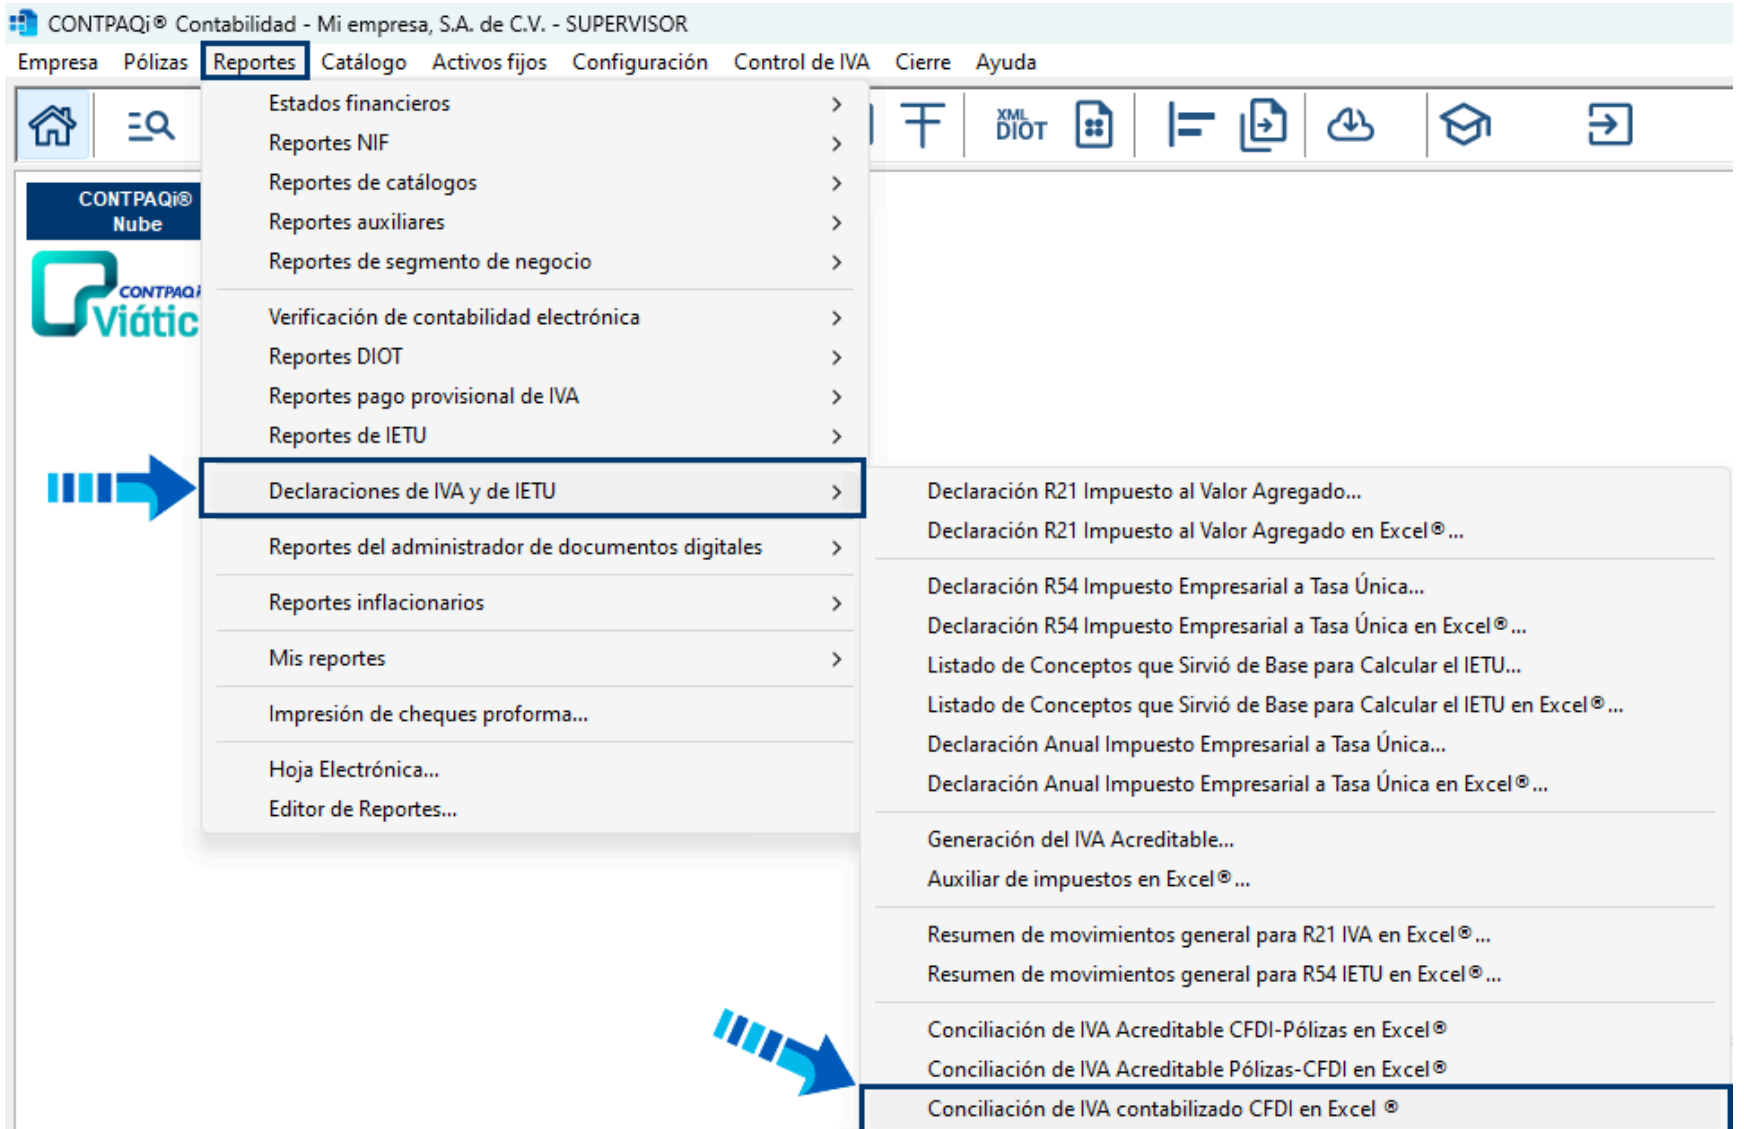 CONTPAQi® Contabilidad - Mi empresa, S.A. de C.V. - SUPERVISOR
Empresa Pólizas Reportes Catálogo Activos fijos Configuración Control de IVA Cierre Ayuda
XML
DIOT
CONTPAQi®
Nube
CONTPAQi
Viátic
Estados financieros
Reportes NIF
Reportes de catálogos
Reportes auxiliares
Reportes de segmento de negocio
Verificación de contabilidad electrónica
Reportes DIOT
Reportes pago provisional de IVA
Reportes de IETU
Declaraciones de IVA y de IETU
Reportes del administrador de documentos digitales
Reportes inflacionarios
Mis reportes
Impresión de cheques proforma...
Hoja Electrónica...
Editor de Reportes...
Declaración R21 Impuesto al Valor Agregado...
Declaración R21 Impuesto al Valor Agregado en Excel®...
Declaración R54 Impuesto Empresarial a Tasa Única...
Declaración R54 Impuesto Empresarial a Tasa Única en Excel®...
Listado de Conceptos que Sirvió de Base para Calcular el IETU...
Listado de Conceptos que Sirvió de Base para Calcular el IETU en Excel®...
Declaración Anual Impuesto Empresarial a Tasa Única...
Declaración Anual Impuesto Empresarial a Tasa Única en Excel®...
Generación del IVA Acreditable...
Auxiliar de impuestos en Excel®...
Resumen de movimientos general para R21 IVA en Excel®...
Resumen de movimientos general para R54 IETU en Excel®...
Conciliación de IVA Acreditable CFDI-Pólizas en Excel®
Conciliación de IVA Acreditable Pólizas-CFDI en Excel®
Conciliación de IVA contabilizado CFDI en Excel ®